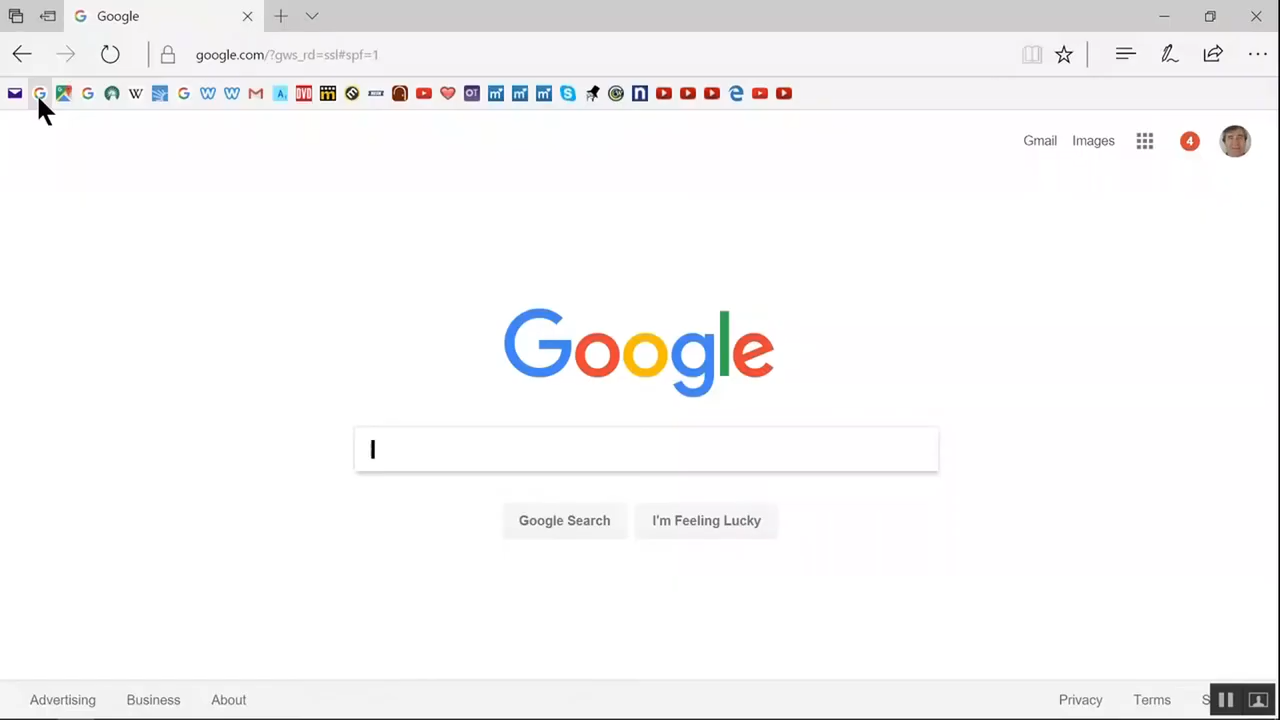 Google
google.com/?gws_rd=ssl#spf=1
Gmail Images 4
Google
Google Search I'm Feeling Lucky
Advertising Business About Privacy Terms S